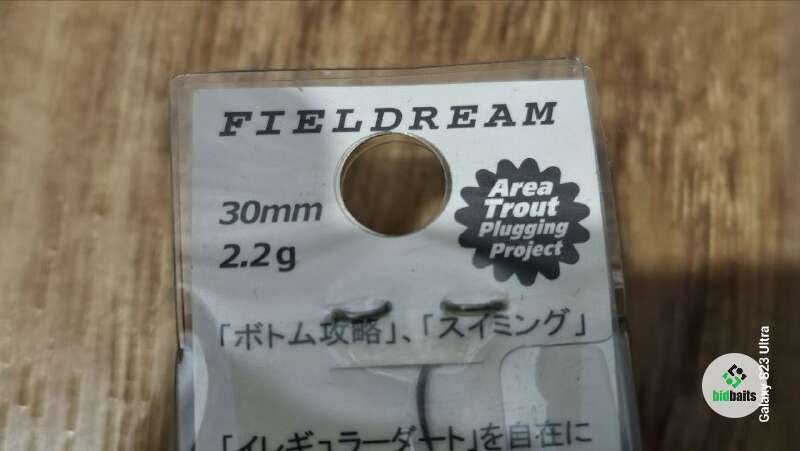 FIELDREAM
30mm
2.2g
Area
Trout
Plugging
Project
「ボトム攻略」、「スイミング」
「イレギュラーダート」を自在に
bidbaits
Galaxy S23 Ultra